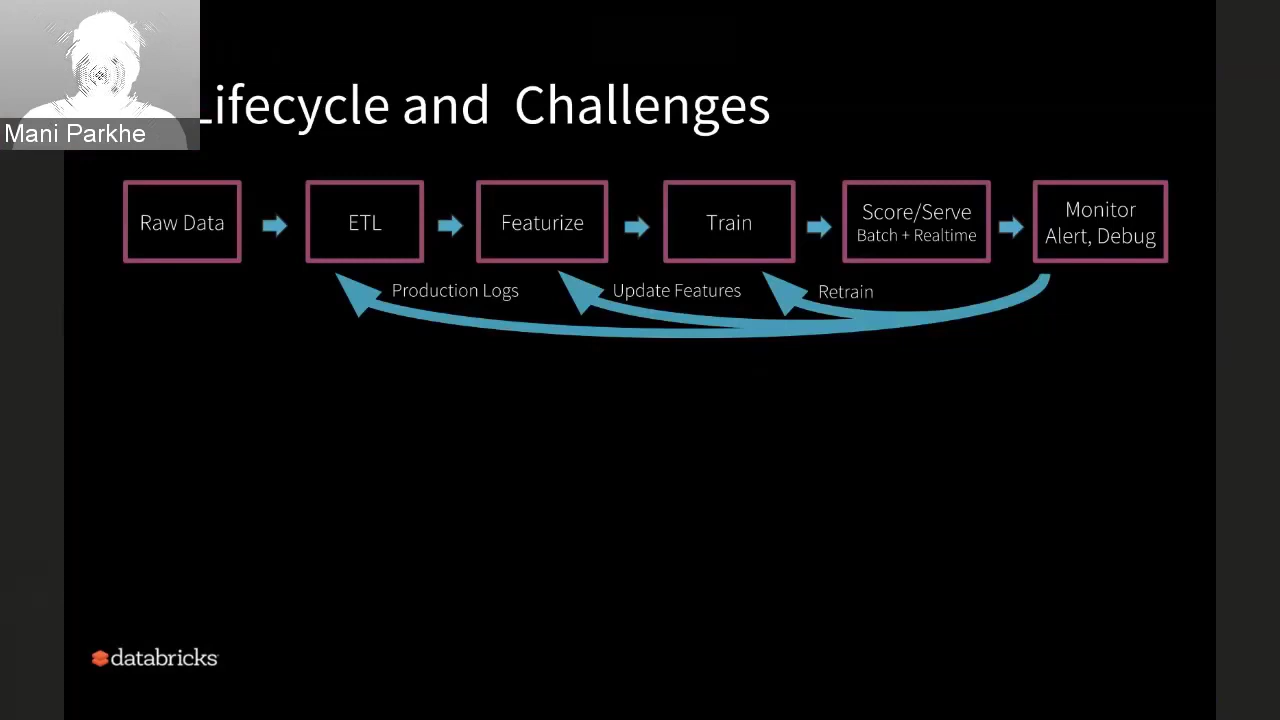 Mani Parkhe
Lifecycle and Challenges
Raw Data
ETL
Featurize
Train
Score/Serve
Batch + Realtime
Monitor
Alert, Debug
Production Logs
Update Features
Retrain
databricks